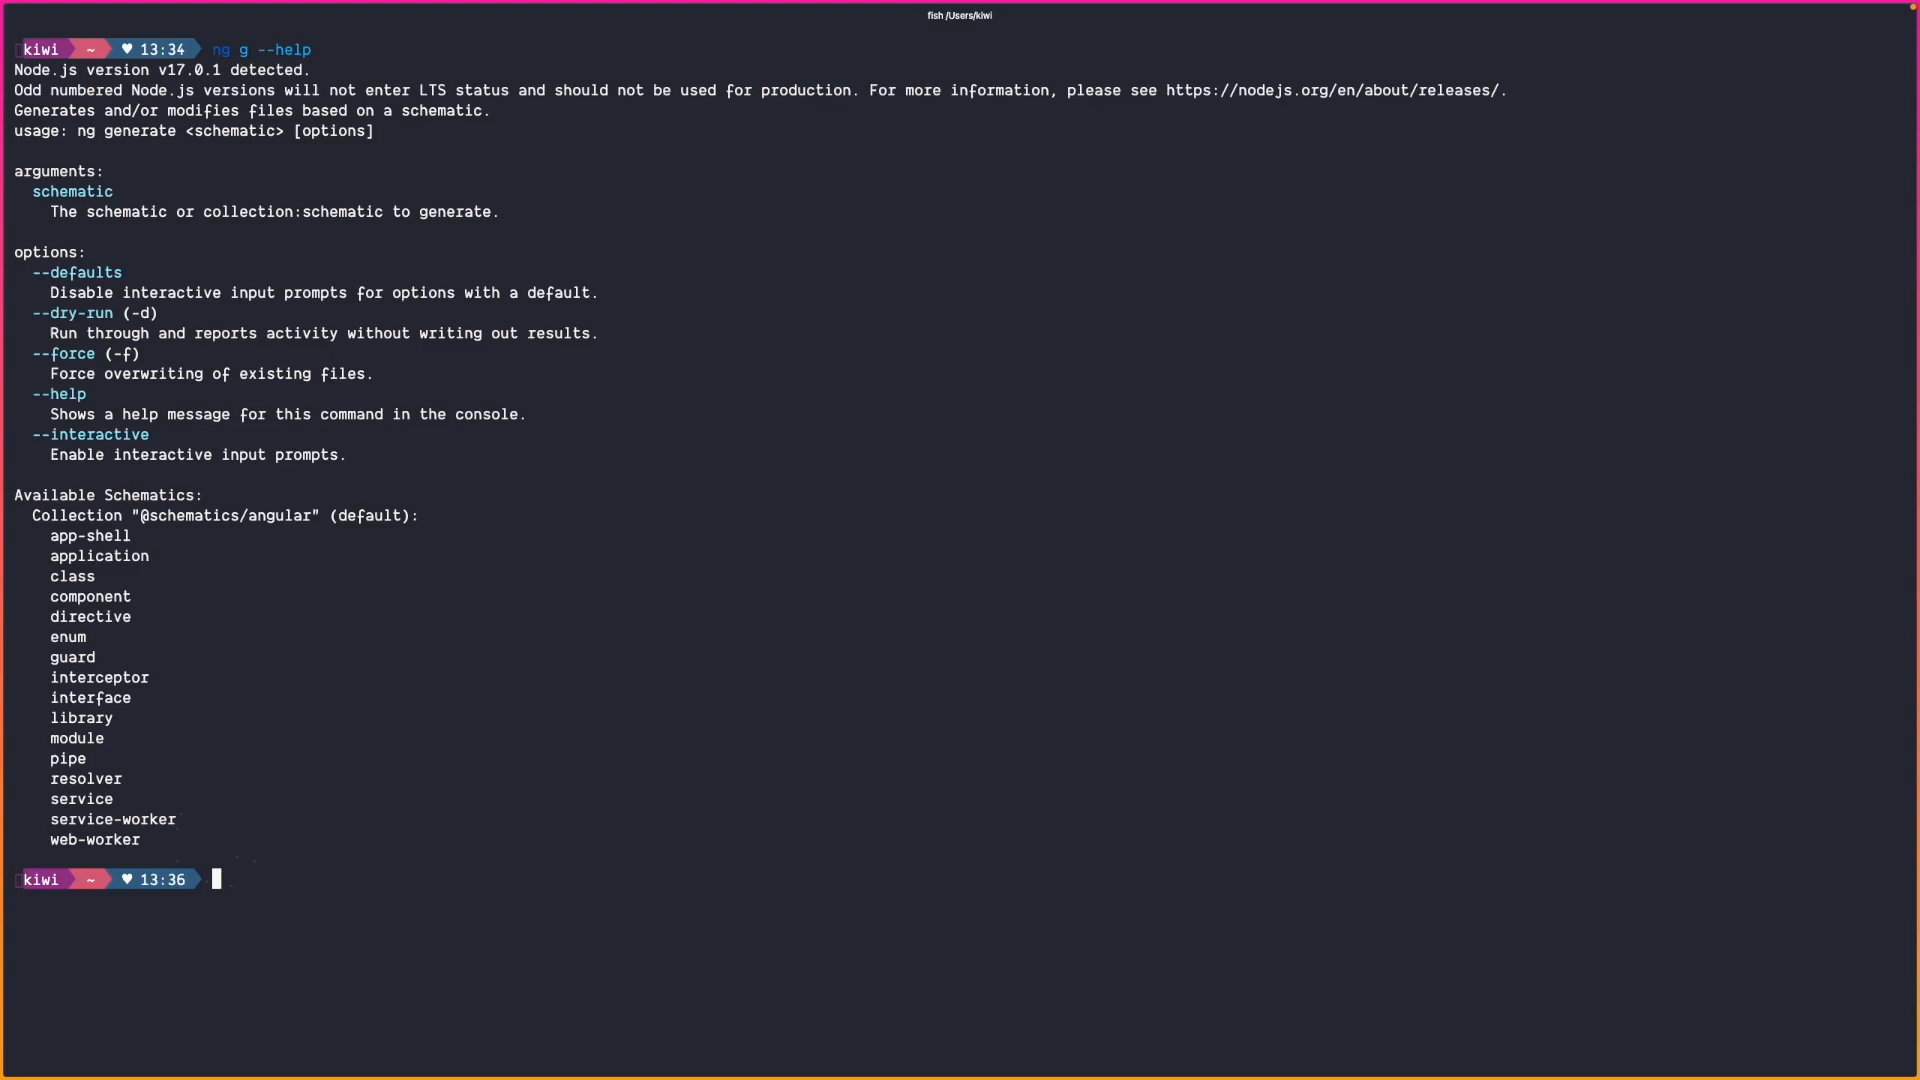 fish /Users/kiwi
kiwi ~ ♥ 13:34 ng g --help
Node.js version v17.0.1 detected.
Odd numbered Node.js versions will not enter LTS status and should not be used for production. For more information, please see https://nodejs.org/en/about/releases/.
Generates and/or modifies files based on a schematic.
usage: ng generate <schematic> [options]
arguments:
schematic
The schematic or collection:schematic to generate.
options:
--defaults
Disable interactive input prompts for options with a default.
--dry-run (-d)
Run through and reports activity without writing out results.
--force (-f)
Force overwriting of existing files.
--help
Shows a help message for this command in the console.
--interactive
Enable interactive input prompts.
Available Schematics:
Collection "@schematics/angular" (default):
app-shell
application
class
component
directive
enum
guard
interceptor
interface
library
module
pipe
resolver
service
service-worker
web-worker
kiwi ~ ♥ 13:36